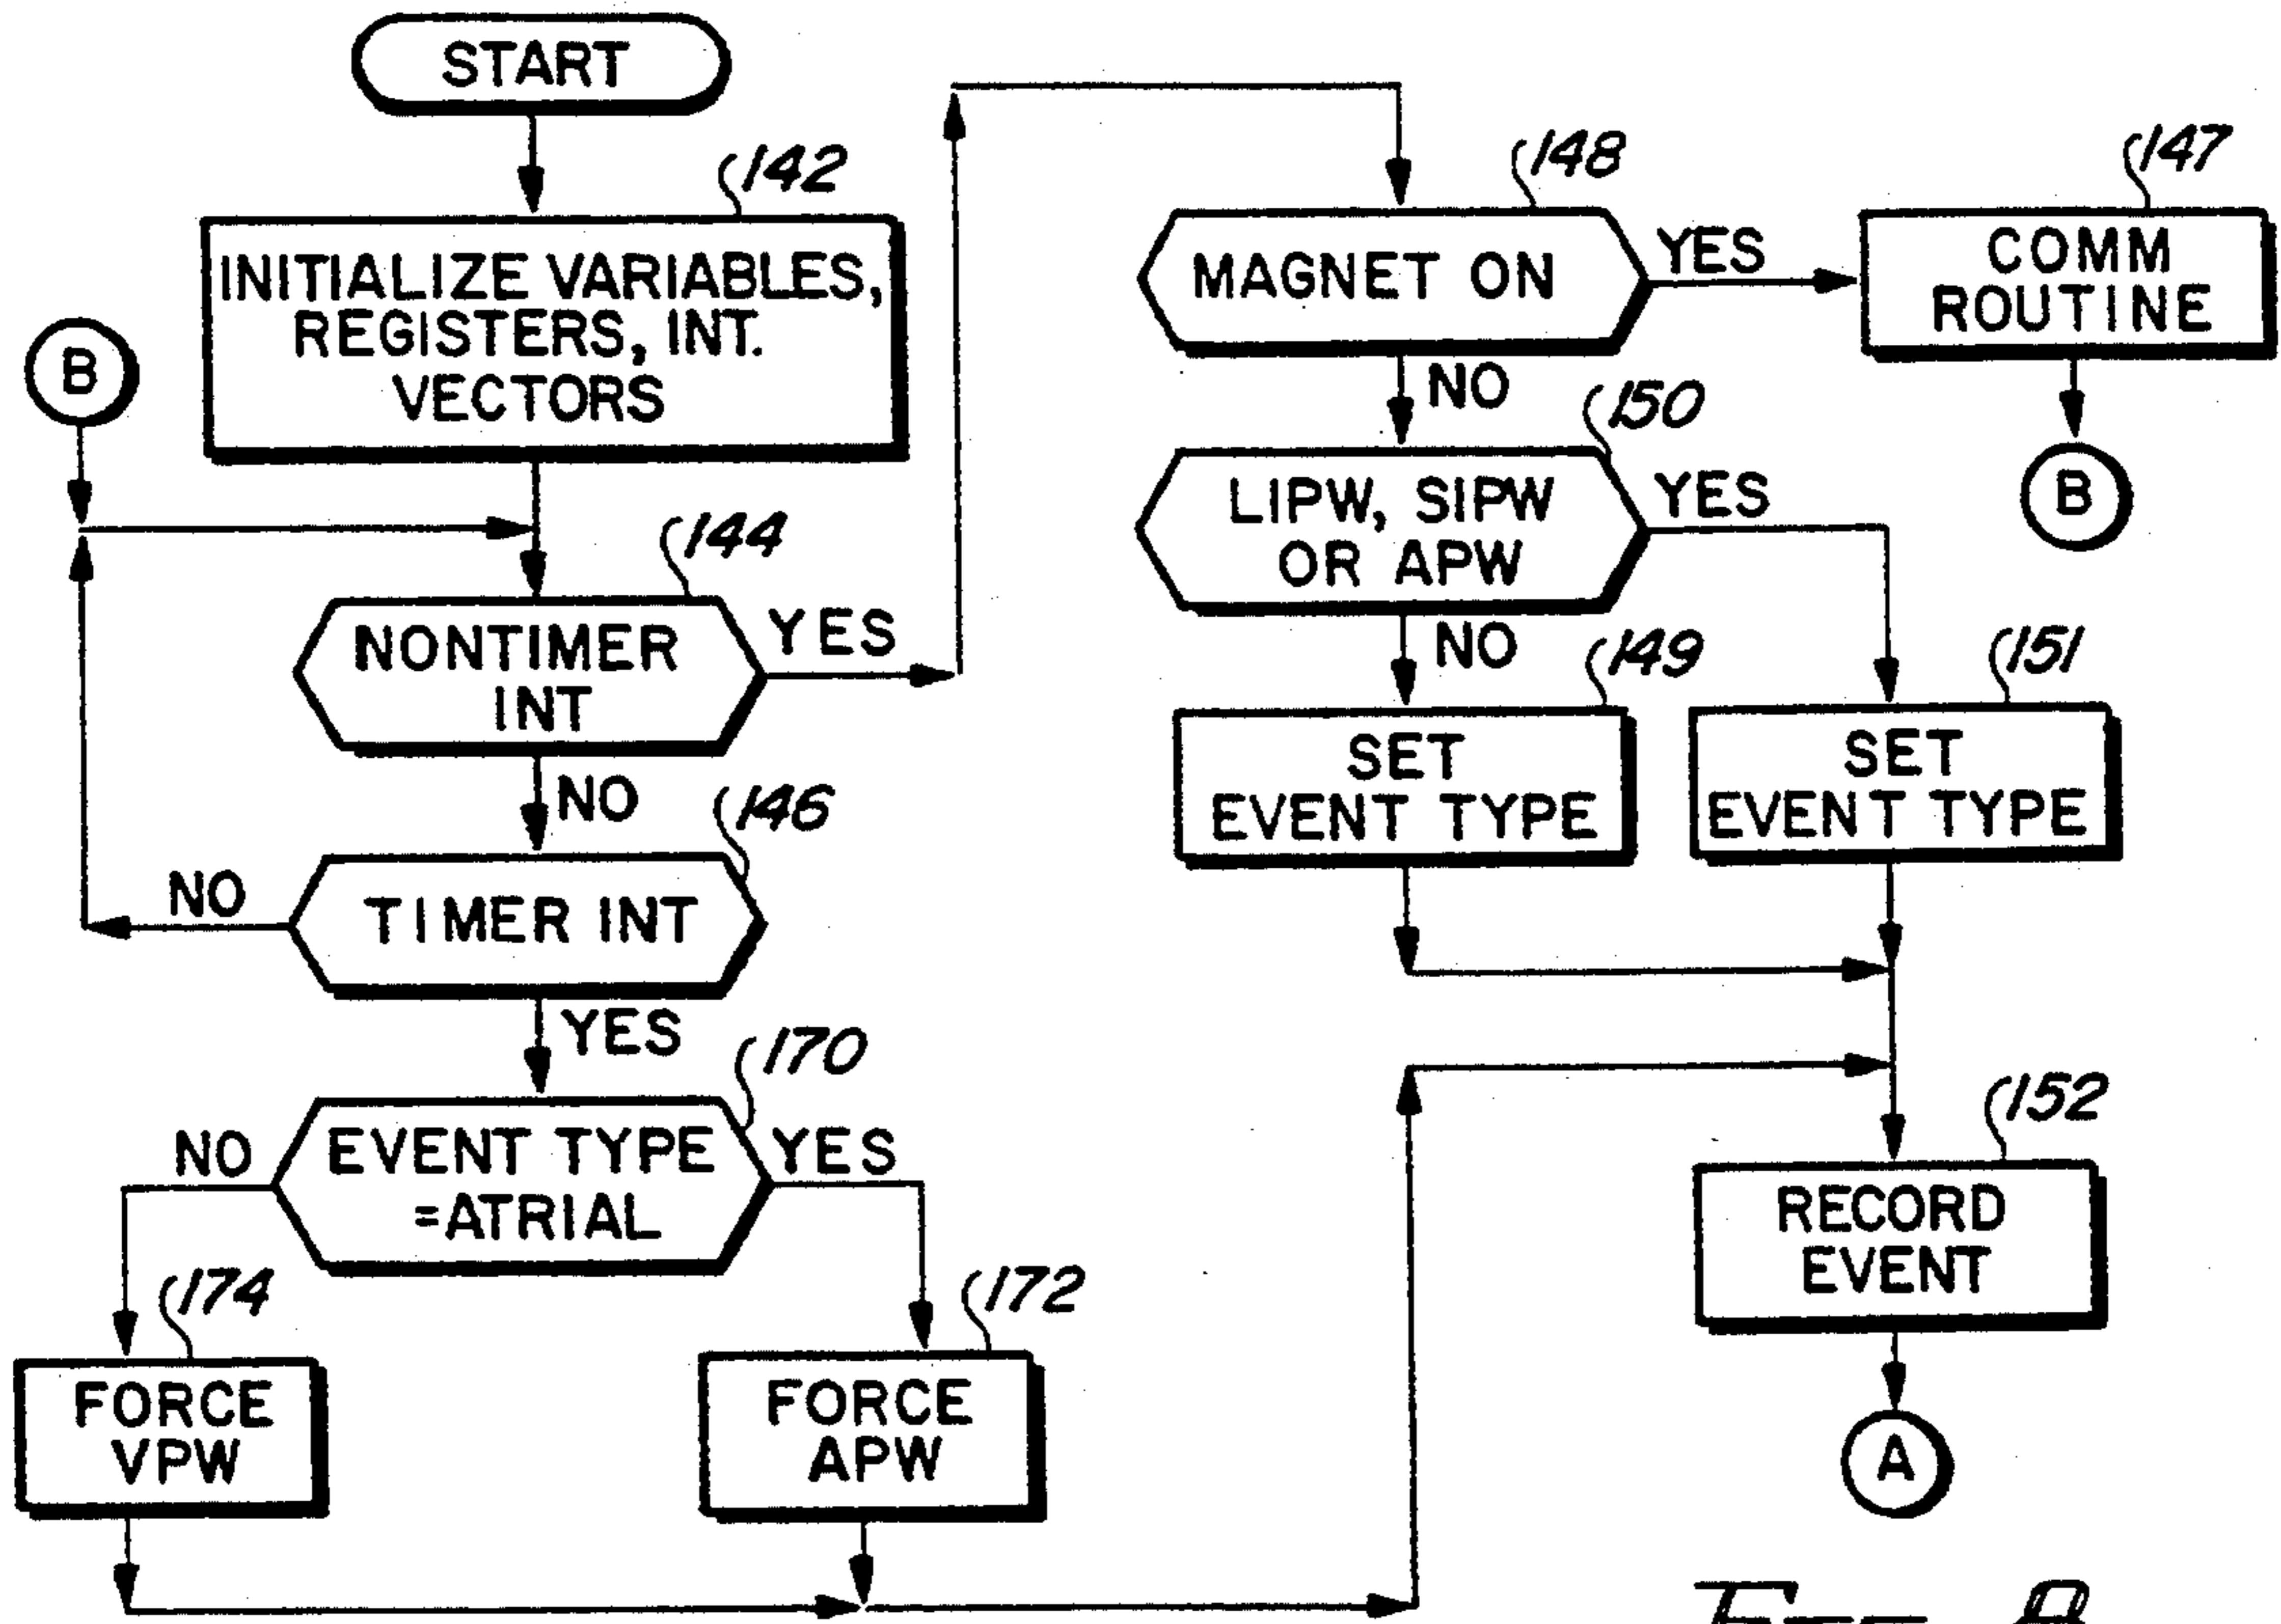 START
142
INITIALIZE VARIABLES,
REGISTERS, INT.
VECTORS
B
144
NONTIMER
INT
YES
NO
146
TIMER INT
NO
YES
170
EVENT TYPE
=ATRIAL
NO
YES
174
FORCE
VPW
172
FORCE
APW
148
MAGNET ON
YES
NO
147
COMM
ROUTINE
B
150
LIPW, SIPW
OR APW
YES
NO
149
SET
EVENT TYPE
151
SET
EVENT TYPE
152
RECORD
EVENT
A